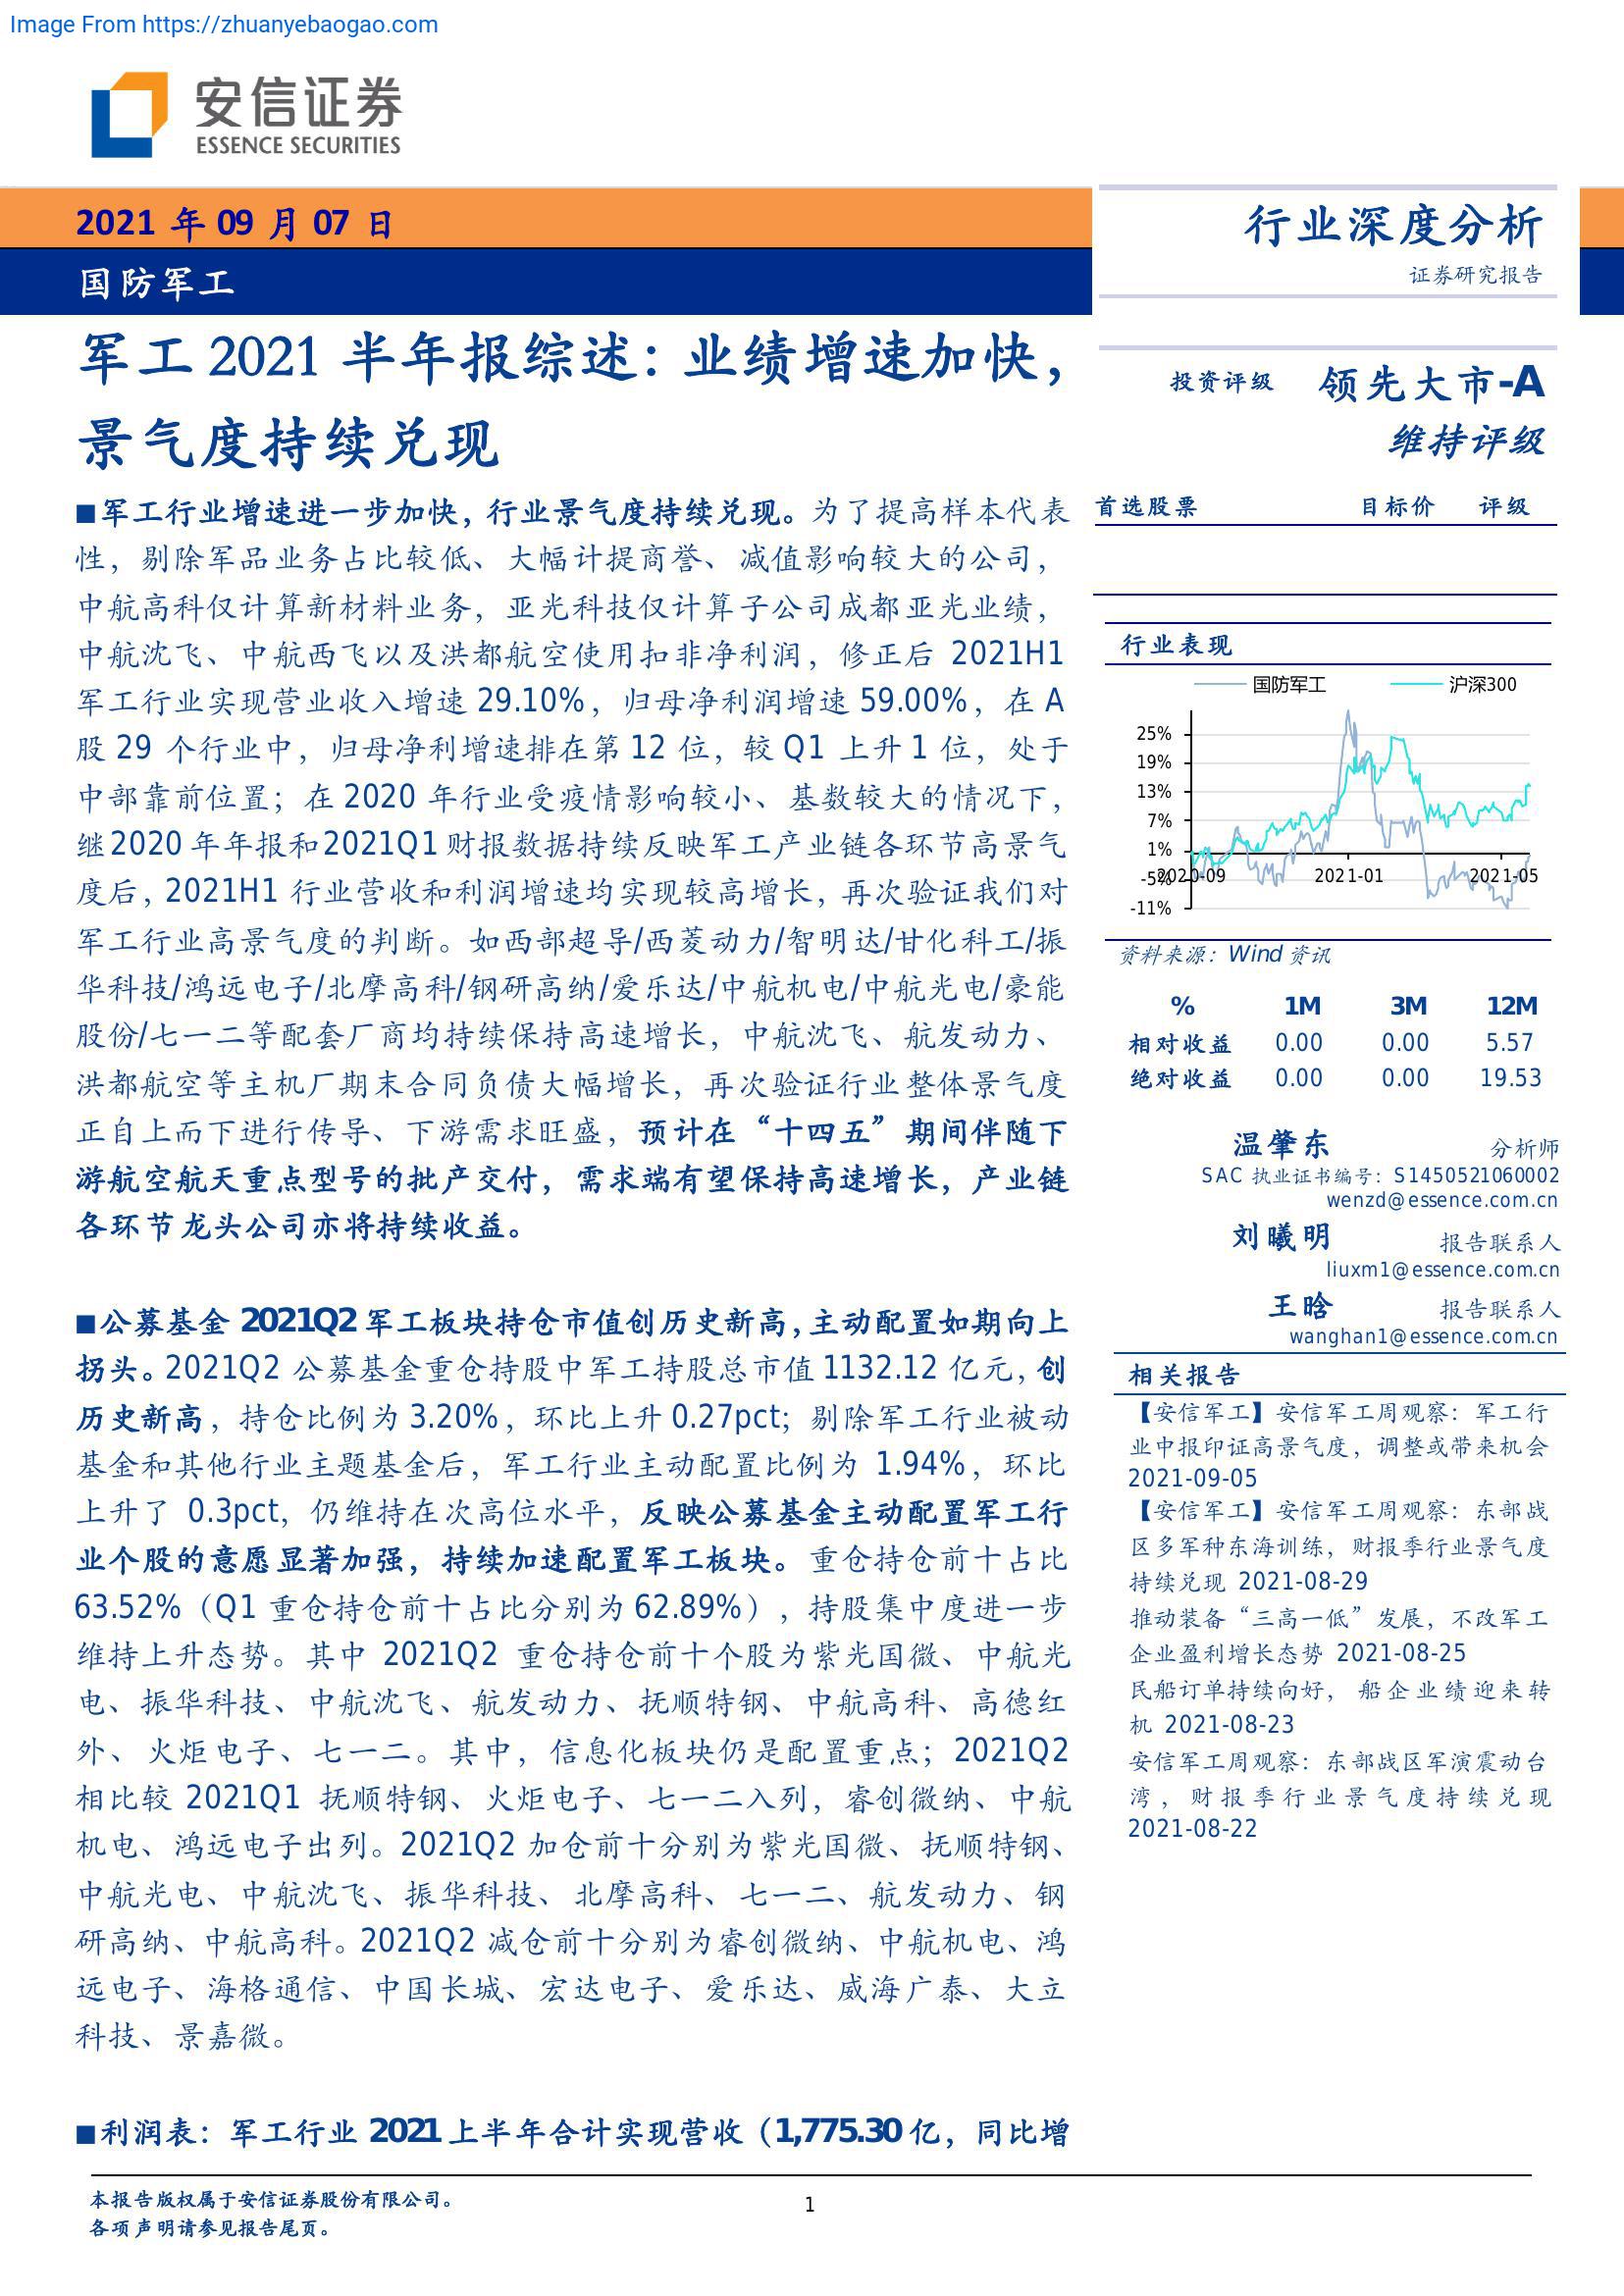 Image From https://zhuanyebaogao.com
安信证券
ESSENCE SECURITIES
2021 年 09 月 07 日
国防军工
行业深度分析
证券研究报告
军工 2021 半年报综述：业绩增速加快，
景气度持续兑现
■军工行业增速进一步加快，行业景气度持续兑现。为了提高样本代表
性，剔除军品业务占比较低、大幅计提商誉、减值影响较大的公司，
中航高科仅计算新材料业务，亚光科技仅计算子公司成都亚光业绩，
中航沈飞、中航西飞以及洪都航空使用扣非净利润，修正后 2021H1
军工行业实现营业收入增速 29.10%，归母净利润增速 59.00%，在 A
股 29 个行业中，归母净利增速排在第 12 位，较 Q1 上升 1 位，处于
中部靠前位置；在 2020 年行业受疫情影响较小、基数较大的情况下，
继 2020 年年报和 2021Q1 财报数据持续反映军工产业链各环节高景气
度后，2021H1 行业营收和利润增速均实现较高增长，再次验证我们对
军工行业高景气度的判断。如西部超导/西菱动力/智明达/甘化科工/振
华科技/鸿远电子/北摩高科/钢研高纳/爱乐达/中航机电/中航光电/豪能
股份/七一二等配套厂商均持续保持高速增长，中航沈飞、航发动力、
洪都航空等主机厂期末合同负债大幅增长，再次验证行业整体景气度
正自上而下进行传导、下游需求旺盛，预计在“十四五”期间伴随下
游航空航天重点型号的批产交付，需求端有望保持高速增长，产业链
各环节龙头公司亦将持续收益。
■公募基金 2021Q2 军工板块持仓市值创历史新高，主动配置如期向上
拐头。2021Q2 公募基金重仓持股中军工持股总市值 1132.12 亿元，创
历史新高，持仓比例为 3.20%，环比上升 0.27pct；剔除军工行业被动
基金和其他行业主题基金后，军工行业主动配置比例为 1.94%，环比
上升了 0.3pct，仍维持在次高位水平，反映公募基金主动配置军工行
业个股的意愿显著加强，持续加速配置军工板块。重仓持仓前十占比
63.52%（Q1 重仓持仓前十占比分别为 62.89%），持股集中度进一步
维持上升态势。其中 2021Q2 重仓持仓前十个股为紫光国微、中航光
电、振华科技、中航沈飞、航发动力、抚顺特钢、中航高科、高德红
外、火炬电子、七一二。其中，信息化板块仍是配置重点；2021Q2
相比较 2021Q1 抚顺特钢、火炬电子、七一二入列，睿创微纳、中航
机电、鸿远电子出列。2021Q2 加仓前十分别为紫光国微、抚顺特钢、
中航光电、中航沈飞、振华科技、北摩高科、七一二、航发动力、钢
研高纳、中航高科。2021Q2 减仓前十分别为睿创微纳、中航机电、鸿
远电子、海格通信、中国长城、宏达电子、爱乐达、威海广泰、大立
科技、景嘉微。
■利润表：军工行业 2021 上半年合计实现营收（1,775.30 亿，同比增
投资评级 领先大市-A
维持评级
首选股票 目标价 评级
行业表现
国防军工 沪深300
25%
19%
13%
7%
1%
-5%
-11%
2020-09 2021-01 2021-05
资料来源：Wind 资讯
% 1M 3M 12M
相对收益 0.00 0.00 5.57
绝对收益 0.00 0.00 19.53
温肇东 分析师
SAC 执业证书编号：S1450521060002
wenzd@essence.com.cn
刘曦明 报告联系人
liuxm1@essence.com.cn
王晗 报告联系人
wanghan1@essence.com.cn
相关报告
【安信军工】安信军工周观察：军工行
业中报印证高景气度，调整或带来机会
2021-09-05
【安信军工】安信军工周观察：东部战
区多军种东海训练，财报季行业景气度
持续兑现 2021-08-29
推动装备“三高一低”发展，不改军工
企业盈利增长态势 2021-08-25
民船订单持续向好，船企业绩迎来转
机 2021-08-23
安信军工周观察：东部战区军演震动台
湾，财报季行业景气度持续兑现
2021-08-22
本报告版权属于安信证券股份有限公司。
各项声明请参见报告尾页。
1